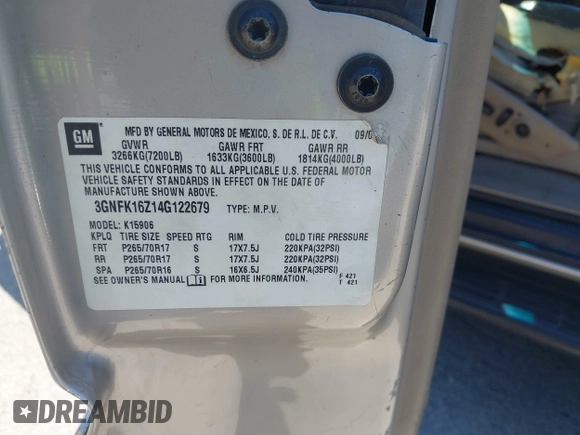 GM
MFD BY GENERAL MOTORS DE MEXICO, S. DE R.L. DE C.V. 09/0
GVWR GAWR FRT GAWR RR
3266KG(7200LB) 1633KG(3600LB) 1814KG(4000LB)
THIS VEHICLE CONFORMS TO ALL APPLICABLE U.S. FEDERAL MOTOR
VEHICLE SAFETY STANDARDS IN EFFECT ON THE DATE OF
MANUFACTURE SHOWN ABOVE.
3GNFK16Z14G122679 TYPE: M.P.V.
MODEL: K15906
KPLQ TIRE SIZE SPEED RTG RIM COLD TIRE PRESSURE
FRT P265/70R17 S 17X7.5J 220KPA(32PSI)
RR P265/70R17 S 17X7.5J 220KPA(32PSI)
SPA P265/70R16 S 16X6.5J 240KPA(35PSI)
SEE OWNER'S MANUAL FOR MORE INFORMATION.
F 421
T 421
DREAMBID